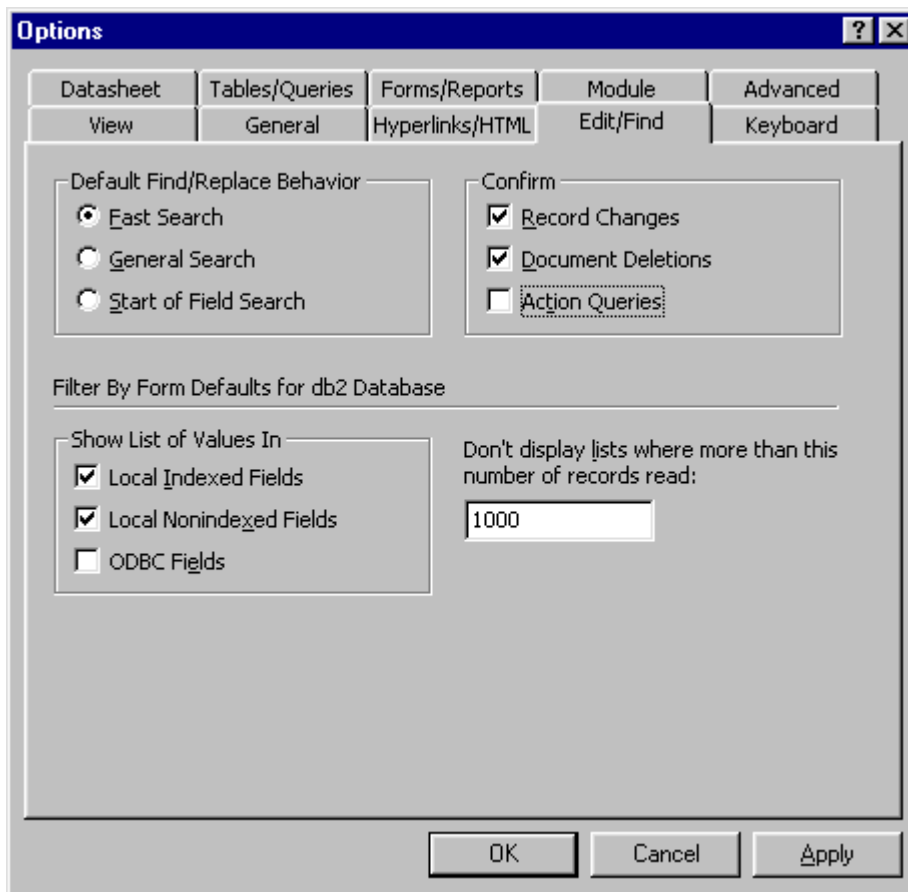 Options
Datasheet Tables/Queries Forms/Reports Module Advanced
View General Hyperlinks/HTML Edit/Find Keyboard
Default Find/Replace Behavior
Fast Search
General Search
Start of Field Search
Confirm
Record Changes
Document Deletions
Action Queries
Filter By Form Defaults for db2 Database
Show List of Values In
Local Indexed Fields
Local Nonindexed Fields
ODBC Fields
Don't display lists where more than this
number of records read:
1000
OK Cancel Apply